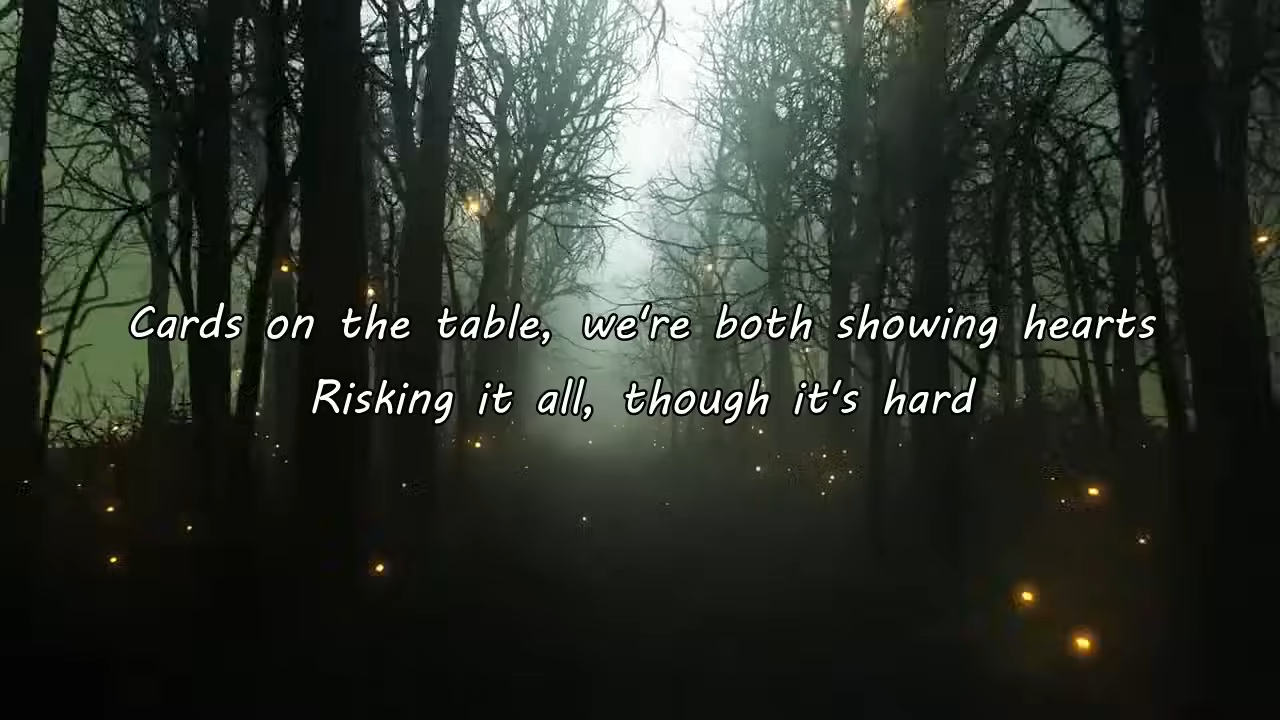 Cards on the table, we're both showing hearts
Risking it all, though it's hard